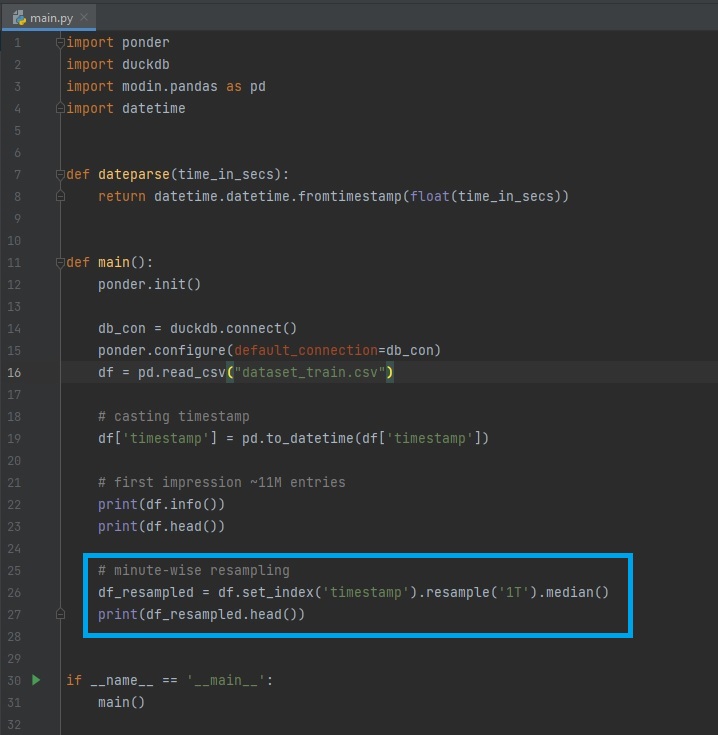 main.py
1 import ponder
2 import duckdb
3 import modin.pandas as pd
4 import datetime
5
6
7 def dateparse(time_in_secs):
8     return datetime.datetime.fromtimestamp(float(time_in_secs))
9
10
11 def main():
12     ponder.init()
13
14     db_con = duckdb.connect()
15     ponder.configure(default_connection=db_con)
16     df = pd.read_csv("dataset_train.csv")
17
18     # casting timestamp
19     df['timestamp'] = pd.to_datetime(df['timestamp'])
20
21     # first impression ~11M entries
22     print(df.info())
23     print(df.head())
24
25     # minute-wise resampling
26     df_resampled = df.set_index('timestamp').resample('1T').median()
27     print(df_resampled.head())
28
29
30 if __name__ == '__main__':
31     main()
32